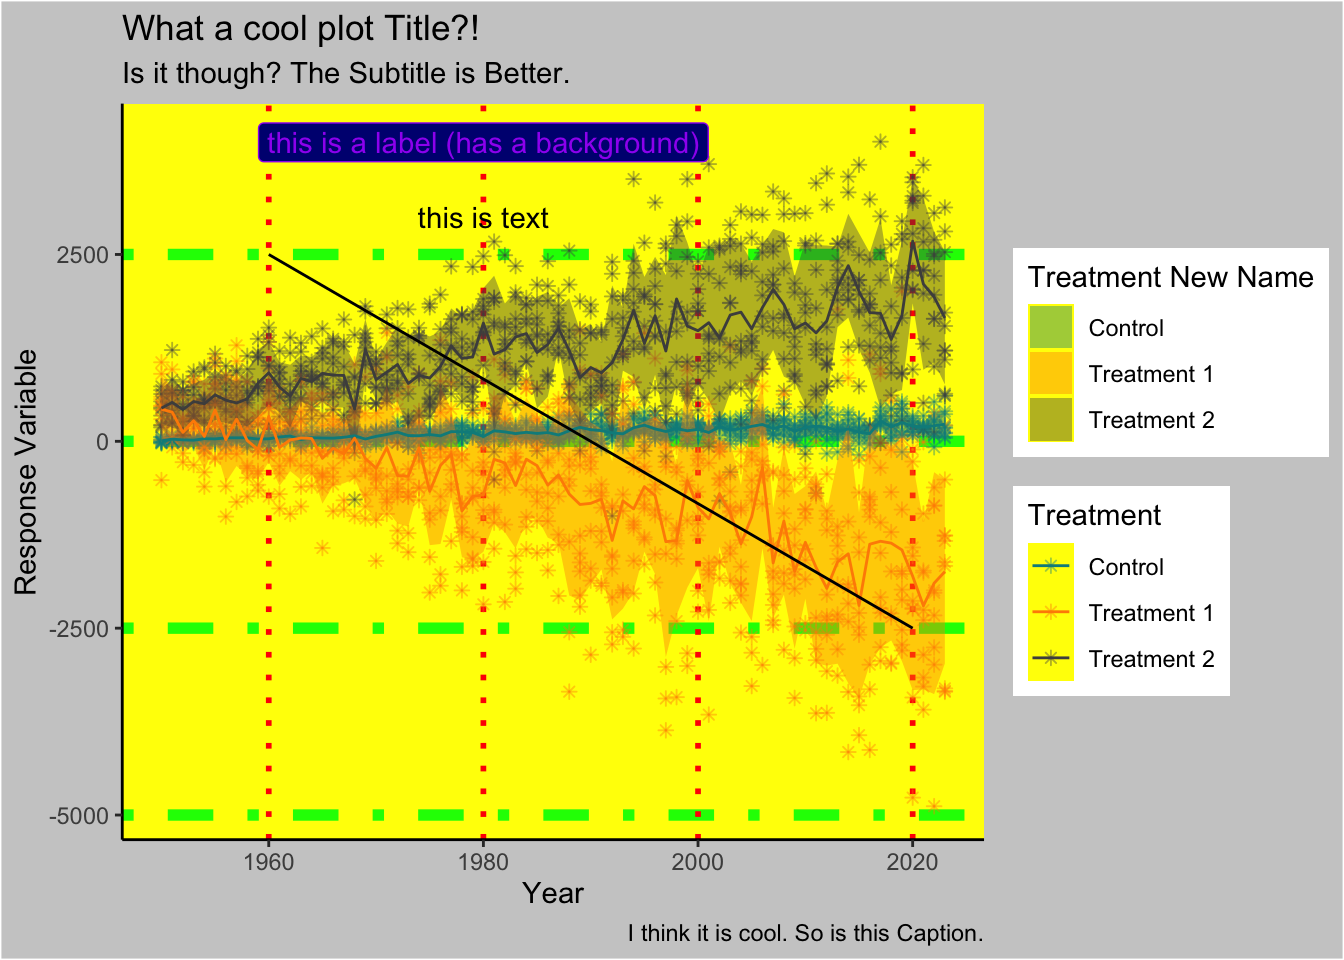 What a cool plot Title?!
Is it though? The Subtitle is Better.
this is a label (has a background)
this is text
2500
0
-2500
-5000
Response Variable
1960 1980 2000 2020
Year
I think it is cool. So is this Caption.
Treatment New Name
Control
Treatment 1
Treatment 2
Treatment
Control
Treatment 1
Treatment 2